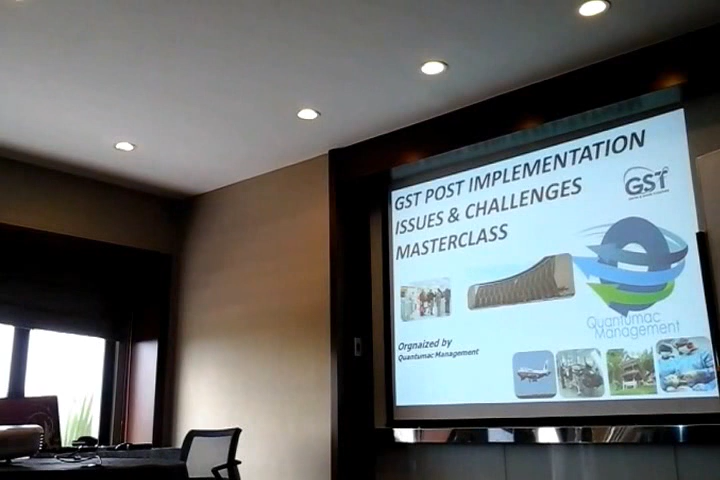 GST POST IMPLEMENTATION
ISSUES & CHALLENGES
MASTERCLASS
GST
Quantumac
Management
Orgnaized by
Quantumac Management